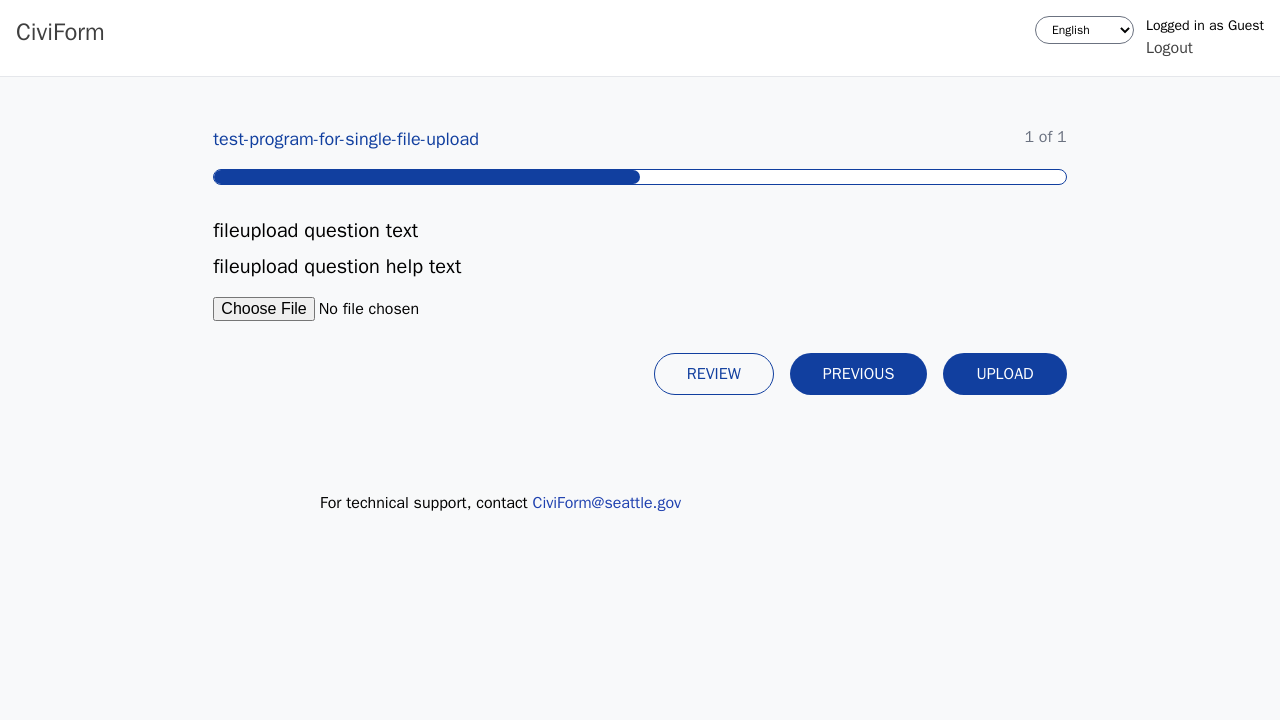 CiviForm
English
Logged in as Guest
Logout
test-program-for-single-file-upload
1 of 1
fileupload question text
fileupload question help text
Choose File No file chosen
REVIEW
PREVIOUS
UPLOAD
For technical support, contact CiviForm@seattle.gov